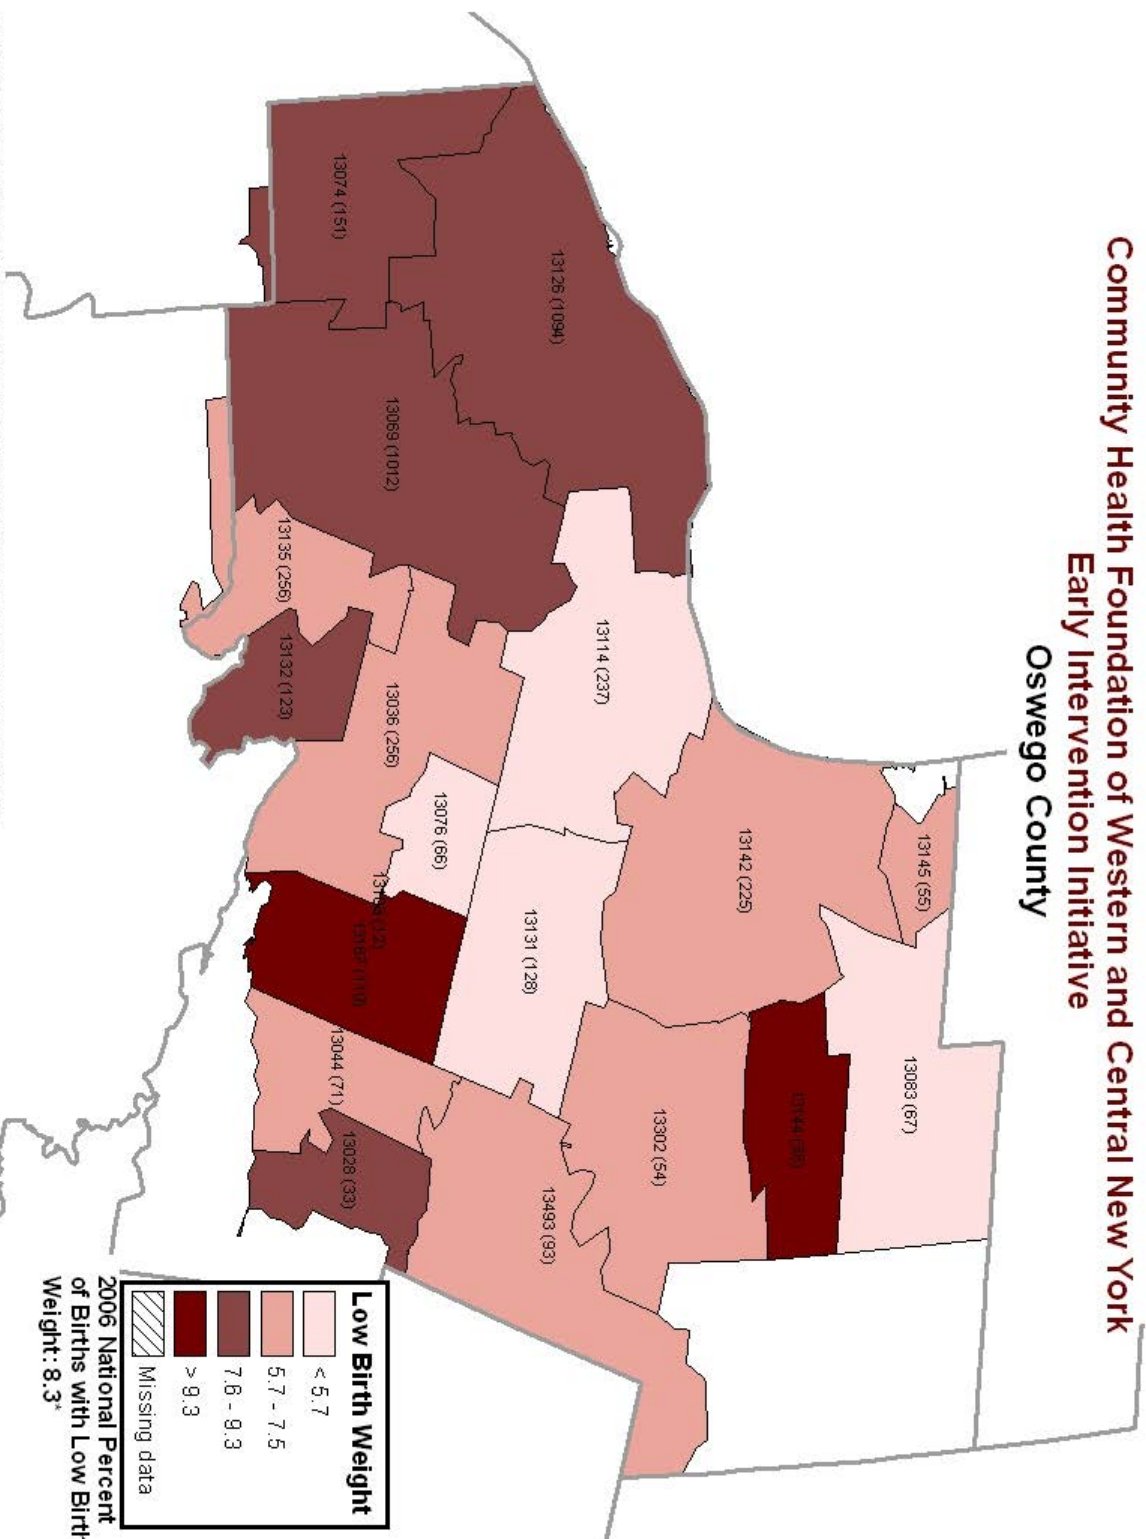 Community Health Foundation of Western and Central New York
Early Intervention Initiative
Oswego County
13145 (55)
13083 (67)
13142 (225)
13144
13126 (1094)
13114 (237)
13302 (54)
13131 (128)
13493 (93)
13074 (151)
13069 (1012)
13036 (256)
13076 (66)
13167 (110)
13135 (256)
13132 (123)
13044 (71)
13028 (33)
Low Birth Weight
< 5.7
5.7 - 7.5
7.6 - 9.3
> 9.3
Missing data
2006 National Percent
of Births with Low Birth
Weight: 8.3*